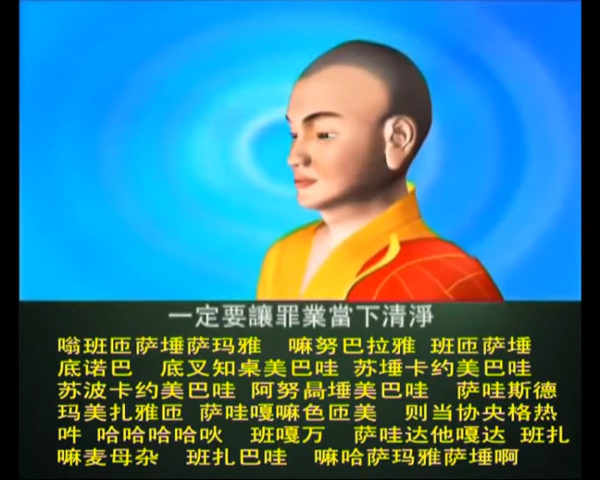 一定要讓罪業當下清淨
嗡班匝萨埵萨玛雅 嘛努巴拉雅 班匝萨埵
底诺巴 底叉知桌美巴哇 苏埵卡约美巴哇
苏波卡约美巴哇 阿努曷埵美巴哇 萨哇斯德
玛美扎雅匝 萨哇嘎嘛色匝美 则当协央格热
吽 哈哈哈哈吙 班嘎万 萨哇达他嘎达 班扎
嘛麦母杂 班扎巴哇 嘛哈萨玛雅萨埵啊